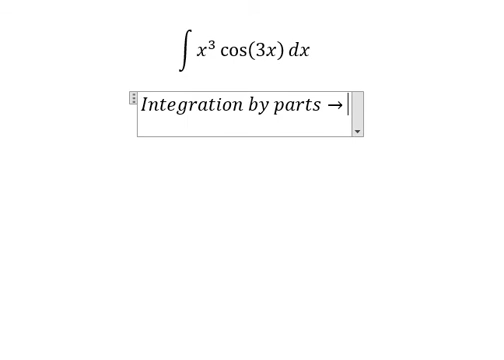 ∫ x³ cos(3x) dx
Integration by parts →